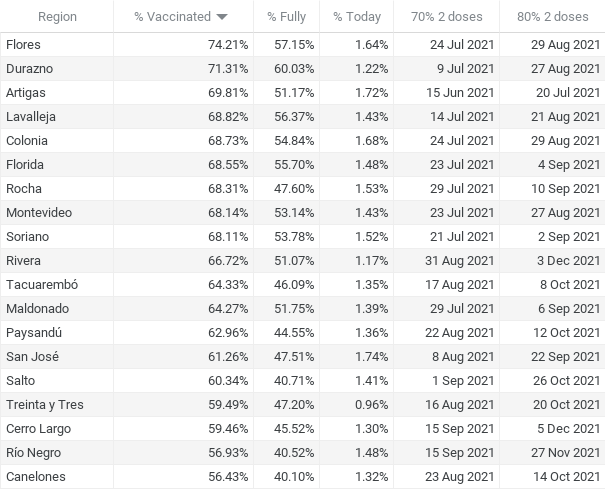 Region % Vaccinated % Fully % Today 70% 2 doses 80% 2 doses
Flores 74.21% 57.15% 1.64% 24 Jul 2021 29 Aug 2021
Durazno 71.31% 60.03% 1.22% 9 Jul 2021 27 Aug 2021
Artigas 69.81% 51.17% 1.72% 15 Jun 2021 20 Jul 2021
Lavalleja 68.82% 56.37% 1.43% 14 Jul 2021 21 Aug 2021
Colonia 68.73% 54.84% 1.68% 24 Jul 2021 29 Aug 2021
Florida 68.55% 55.70% 1.48% 23 Jul 2021 4 Sep 2021
Rocha 68.31% 47.60% 1.53% 29 Jul 2021 10 Sep 2021
Montevideo 68.14% 53.14% 1.43% 23 Jul 2021 27 Aug 2021
Soriano 68.11% 53.78% 1.52% 21 Jul 2021 2 Sep 2021
Rivera 66.72% 51.07% 1.17% 31 Aug 2021 3 Dec 2021
Tacuarembó 64.33% 46.09% 1.35% 17 Aug 2021 8 Oct 2021
Maldonado 64.27% 51.75% 1.39% 29 Jul 2021 6 Sep 2021
Paysandú 62.96% 44.55% 1.36% 22 Aug 2021 12 Oct 2021
San José 61.26% 47.51% 1.74% 8 Aug 2021 22 Sep 2021
Salto 60.34% 40.71% 1.41% 1 Sep 2021 26 Oct 2021
Treinta y Tres 59.49% 47.20% 0.96% 16 Aug 2021 20 Oct 2021
Cerro Largo 59.46% 45.52% 1.30% 15 Sep 2021 5 Dec 2021
Río Negro 56.93% 40.52% 1.48% 15 Sep 2021 27 Nov 2021
Canelones 56.43% 40.10% 1.32% 23 Aug 2021 14 Oct 2021